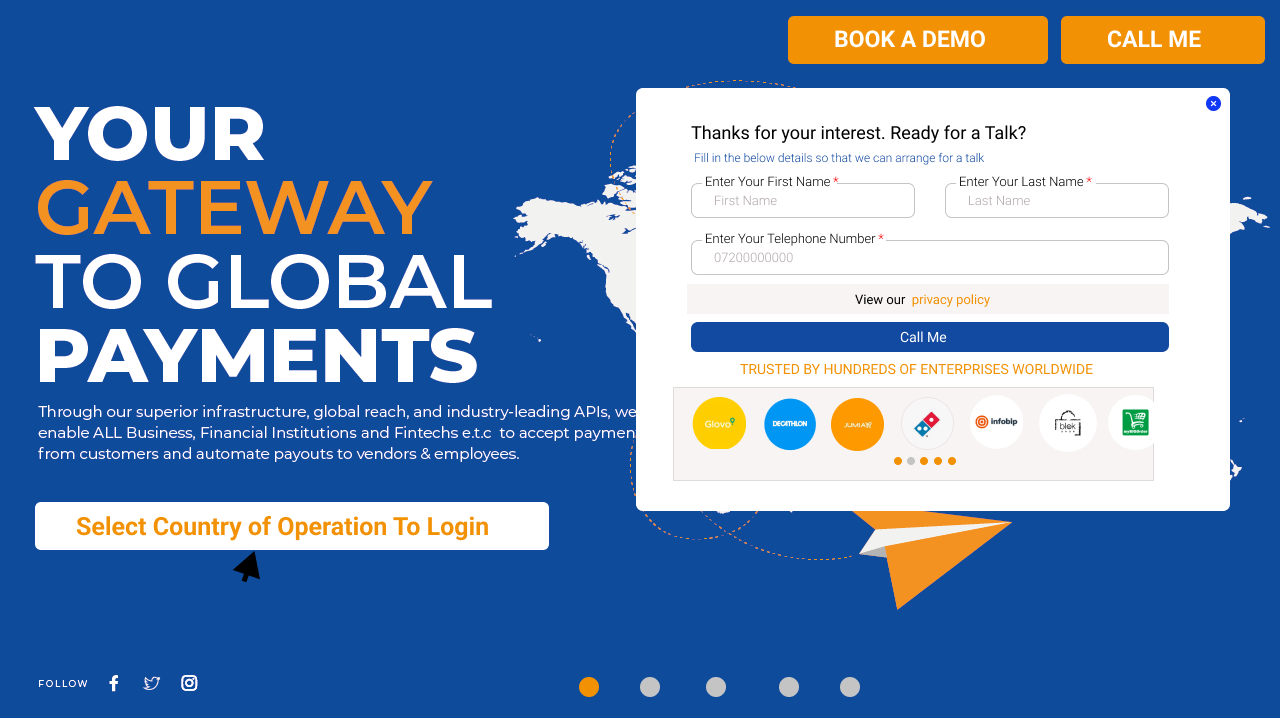 BOOK A DEMO
CALL ME
YOUR
GATEWAY
TO GLOBAL
PAYMENTS
Through our superior infrastructure, global reach, and industry-leading APIs, we
enable ALL Business, Financial Institutions and Fintechs e.t.c to accept paymen
from customers and automate payouts to vendors & employees.
Select Country of Operation To Login
Thanks for your interest. Ready for a Talk?
Fill in the below details so that we can arrange for a talk
Enter Your First Name *
First Name
Enter Your Last Name *
Last Name
Enter Your Telephone Number *
07200000000
View our privacy policy
Call Me
TRUSTED BY HUNDREDS OF ENTERPRISES WORLDWIDE
Glovo
DECATHLON
JUMIA
infobip
blek
FOLLOW